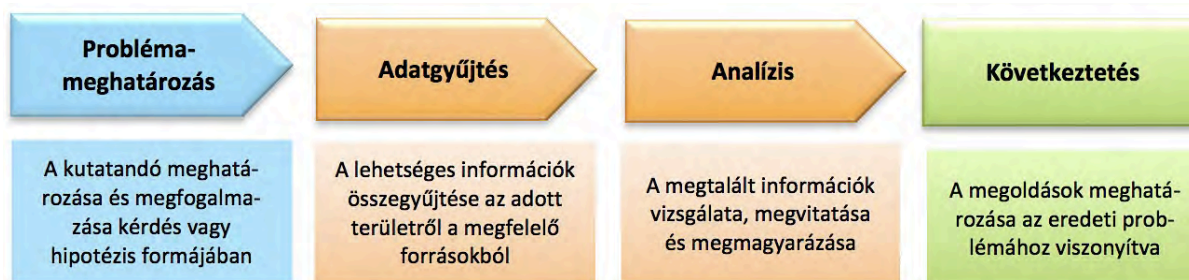 Probléma-
meghatározás
Adatgyűjtés
Analízis
Következtetés
A kutatandó meghatá-
rozása és megfogalma-
zása kérdés vagy
hipotézis formájában
A lehetséges információk
összegyűjtése az adott
területről a megfelelő
forrásokból
A megtalált információk
vizsgálata, megvitatása
és megmagyarázása
A megoldások meghatá-
rozása az eredeti prob-
lémához viszonyítva